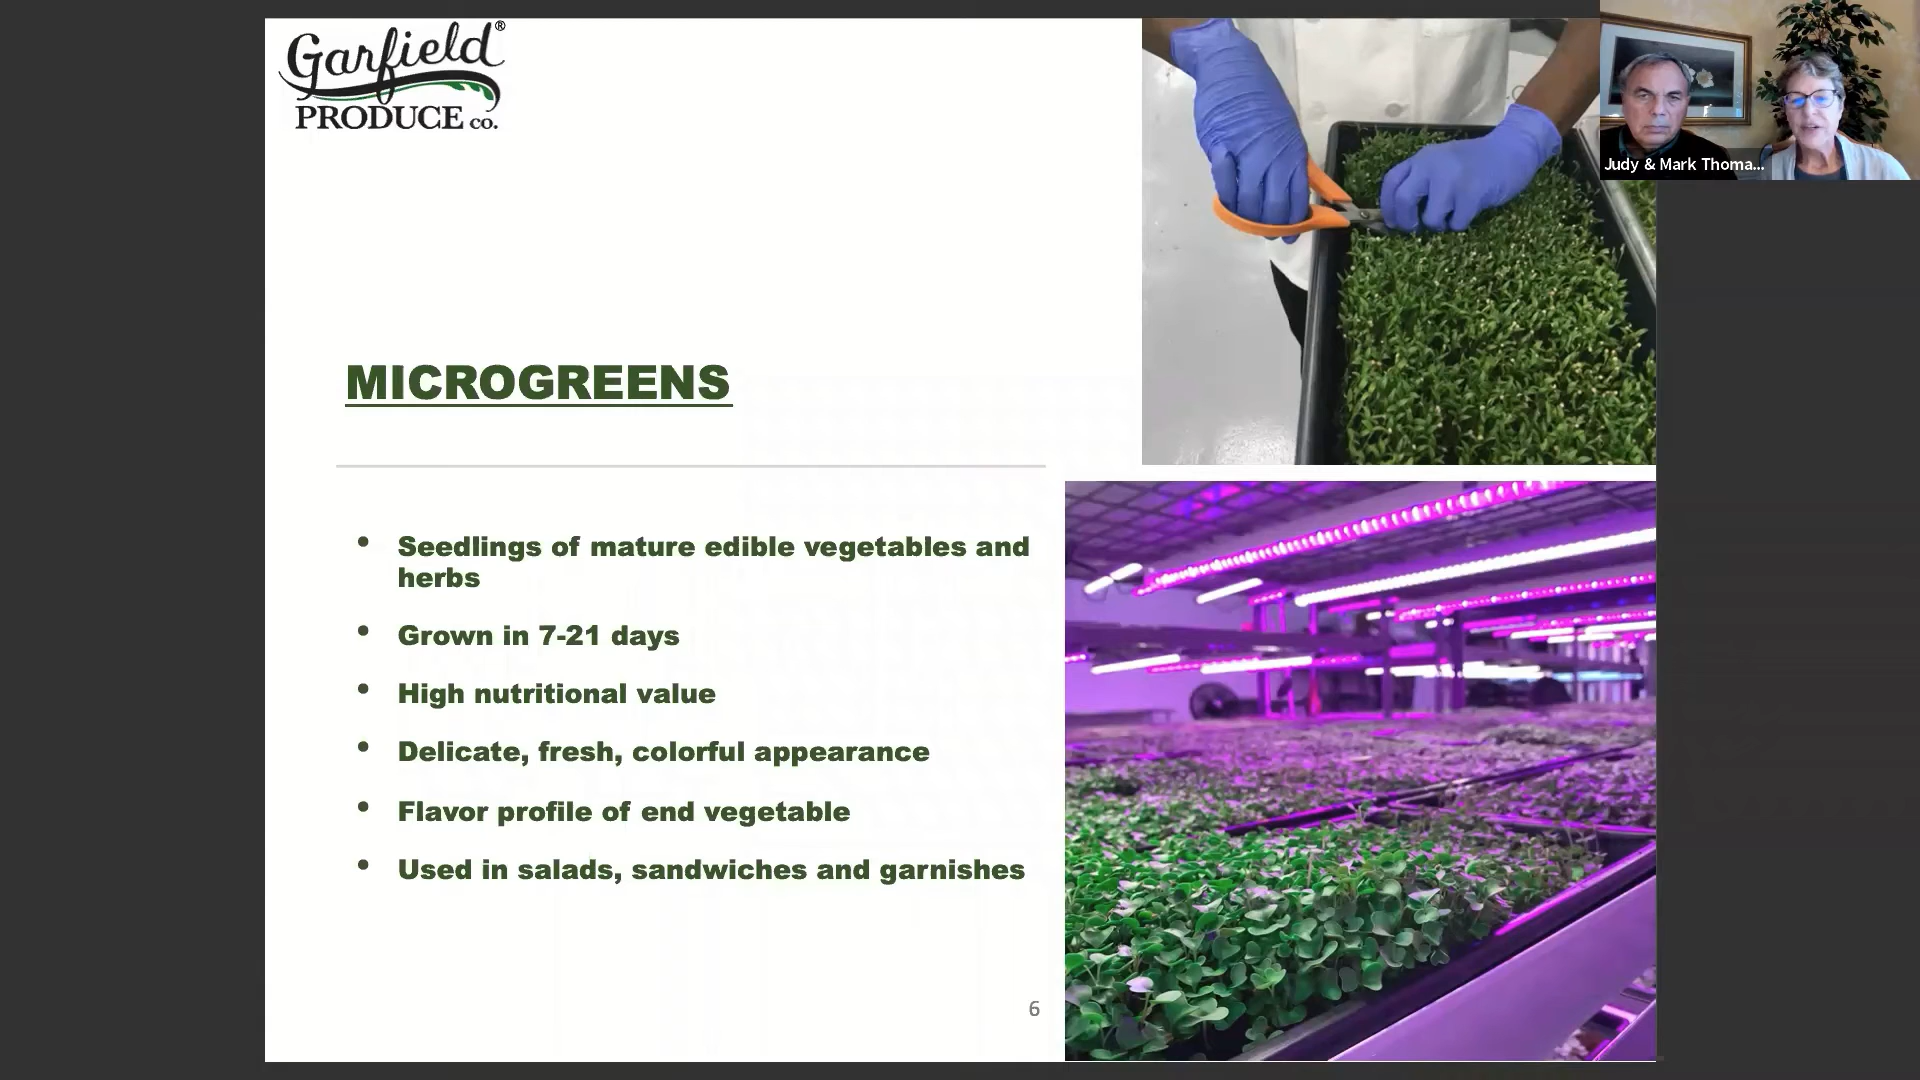 Garfield®
PRODUCE co.
Judy & Mark Thoma...
MICROGREENS
• Seedlings of mature edible vegetables and
herbs
• Grown in 7-21 days
• High nutritional value
• Delicate, fresh, colorful appearance
• Flavor profile of end vegetable
• Used in salads, sandwiches and garnishes
6